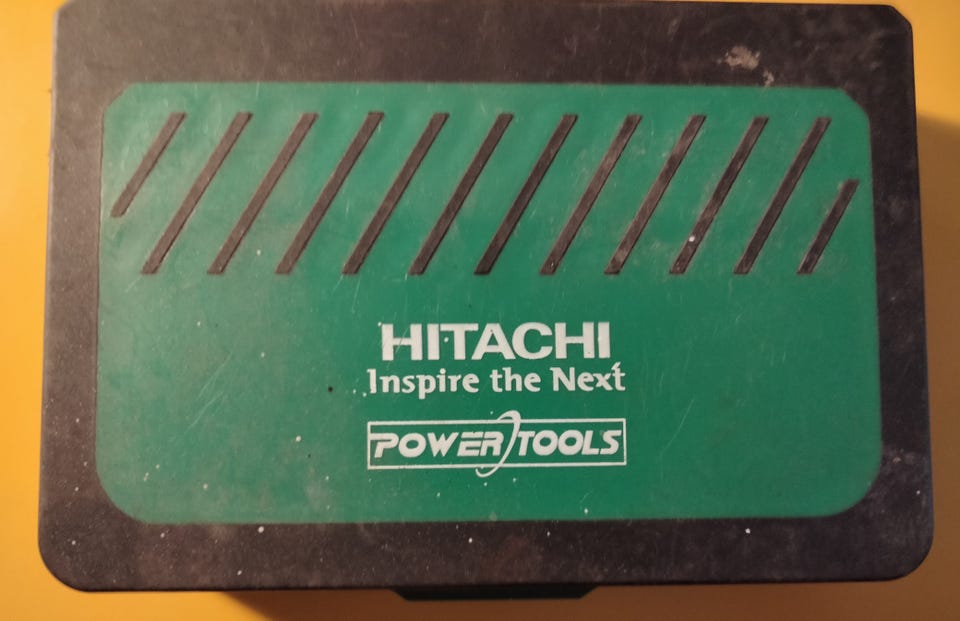 HITACHI
Inspire the Next
POWER TOOLS